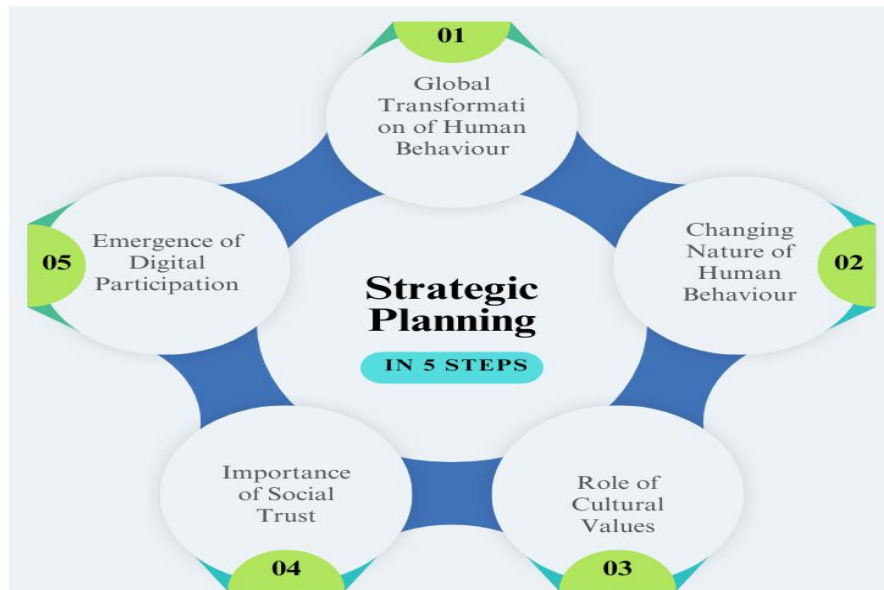 01
Global
Transformati
on of Human
Behaviour
02
Changing
Nature of
Human
Behaviour
03
Role of
Cultural
Values
04
Importance
of Social
Trust
05
Emergence of
Digital
Participation
Strategic
Planning
IN 5 STEPS